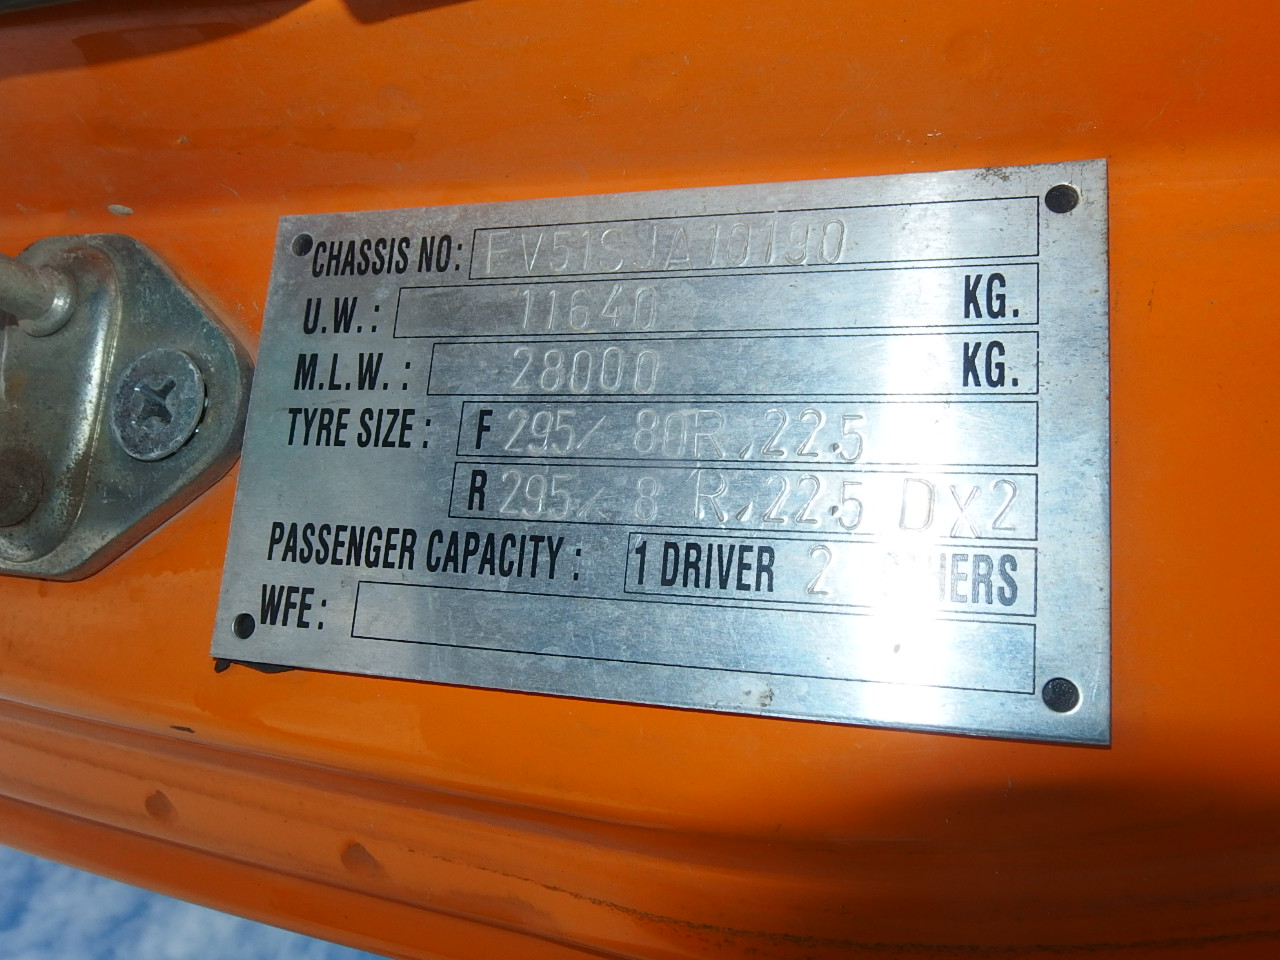 CHASSIS NO: FV51SJA10190
U.W.: 11640 KG.
M.L.W.: 28000 KG.
TYRE SIZE: F 295/ 80R.22.5
R 295/ 8 R.22.5 DX2
PASSENGER CAPACITY: 1 DRIVER 2 OTHERS
WFE: